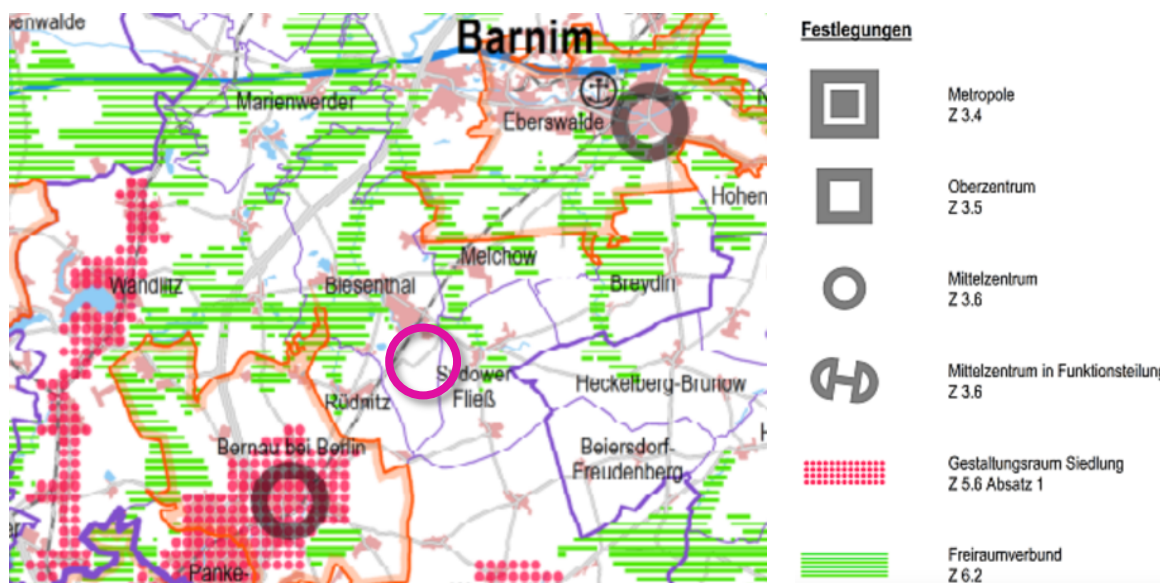 enwalde
Barnim
Marienwerder
Eberswalde
Hohen
Melchow
Wandlitz
Biesenthal
Breydin
Sydower
Fließ
Heckelberg-Brunow
Rüdnitz
Bernau bei Berlin
Beiersdorf-
Freudenberg
Panke-
Festlegungen
Metropole
Z 3.4
Oberzentrum
Z 3.5
Mittelzentrum
Z 3.6
Mittelzentrum in Funktionsteilung
Z 3.6
Gestaltungsraum Siedlung
Z 5.6 Absatz 1
Freiraumverbund
Z 6.2